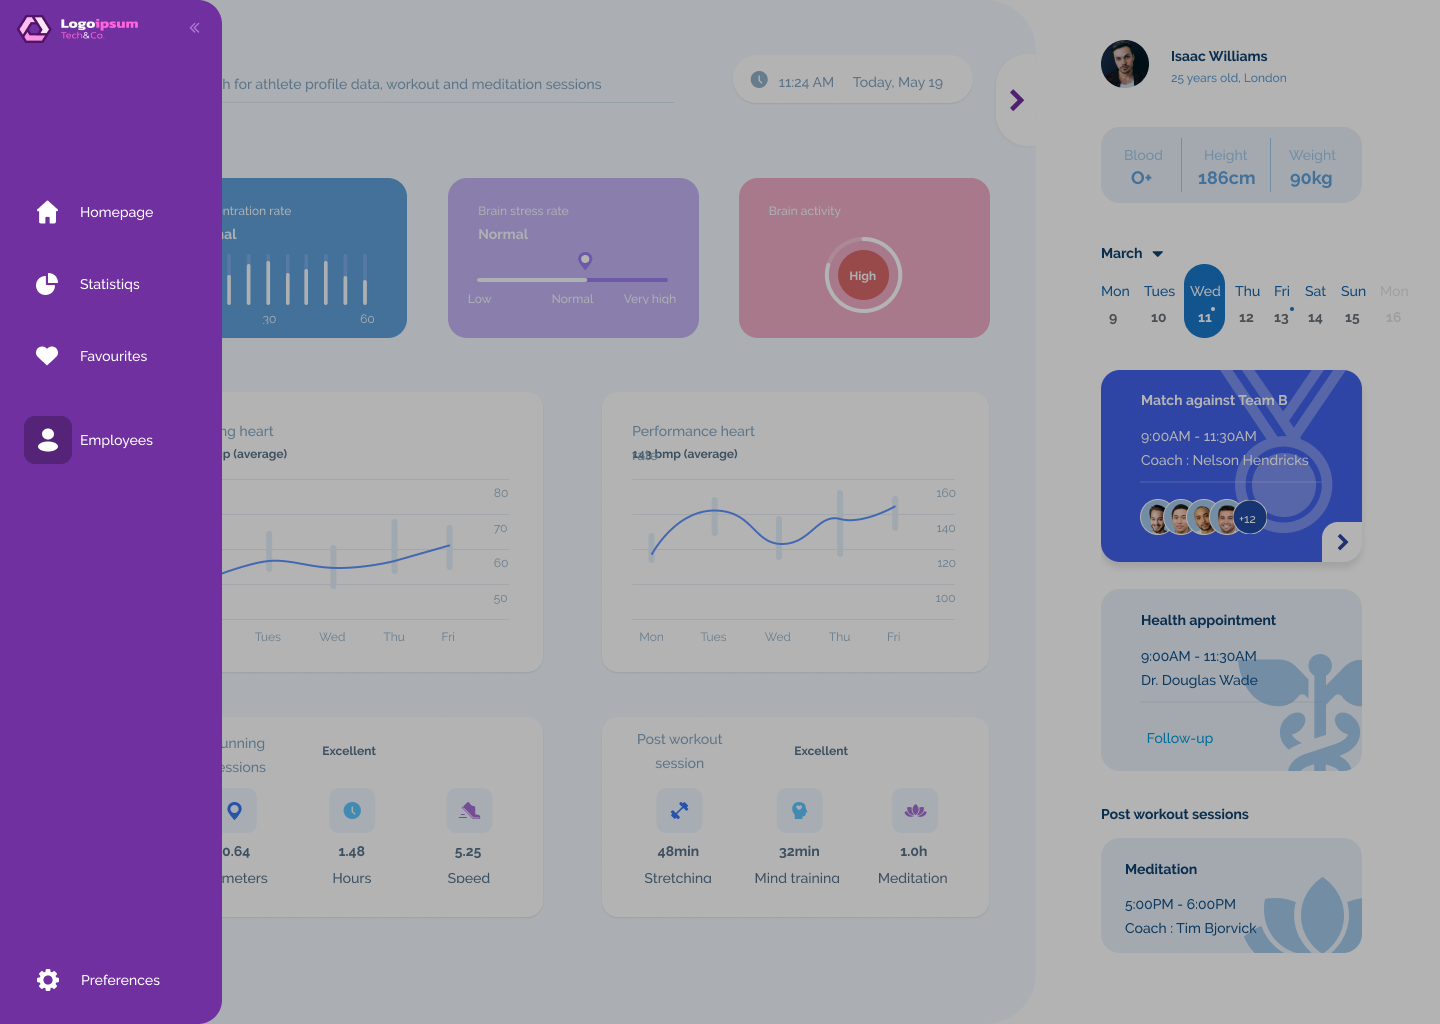 Logoipsum
Tech&Co
Homepage
Statistiqs
Favourites
Employees
Preferences
for athlete profile data, workout and meditation sessions
11:24 AM Today, May 19
rate
30 60
Brain stress rate
Normal
Low Normal Very high
Brain activity
High
heart
(average)
80
70
60
50
Tues Wed Thu Fri
Performance heart
143 bmp (average)
160
140
120
100
Mon Tues Wed Thu Fri
Excellent
0.64 1.48 5.25
meters Hours Speed
Post workout
session
Excellent
48min 32min 1.0h
Stretching Mind training Meditation
Isaac Williams
25 years old, London
Blood Height Weight
O+ 186cm 90kg
March
Mon Tues Wed Thu Fri Sat Sun Mon
9 10 11 12 13 14 15 16
Match against Team B
9:00AM - 11:30AM
Coach : Nelson Hendricks
+12
Health appointment
9:00AM - 11:30AM
Dr. Douglas Wade
Follow-up
Post workout sessions
Meditation
5:00PM - 6:00PM
Coach : Tim Bjorvick